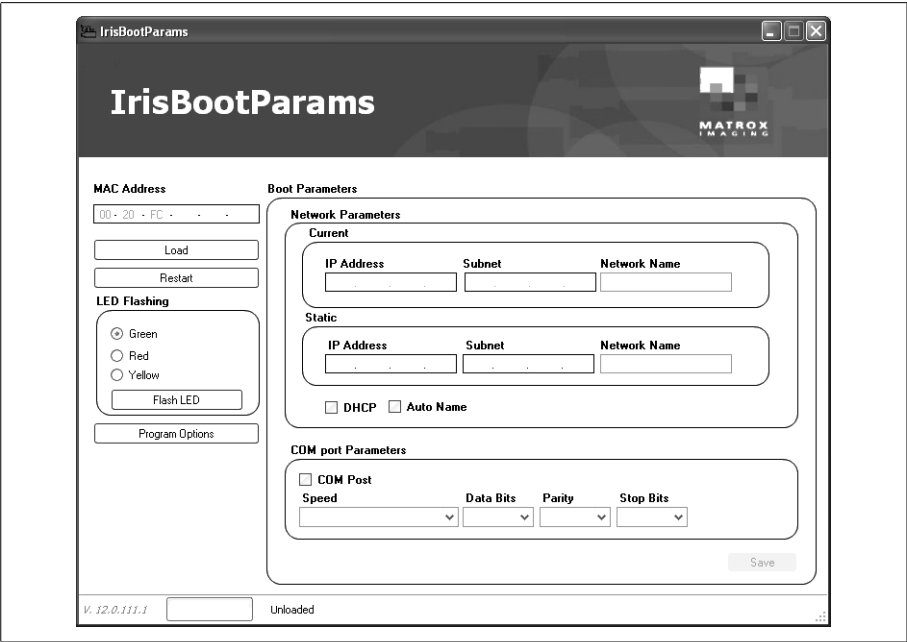 IrisBootParams
IrisBootParams
MATROX
IMAGING
MAC Address
00 - 20 - FC - - -
Load
Restart
LED Flashing
Green
Red
Yellow
Flash LED
Program Options
Boot Parameters
Network Parameters
Current
IP Address Subnet Network Name
. . . . . .
Static
IP Address Subnet Network Name
. . . . . .
DHCP Auto Name
COM port Parameters
COM Post
Speed Data Bits Parity Stop Bits
Save
V. 12.0.111.1 Unloaded